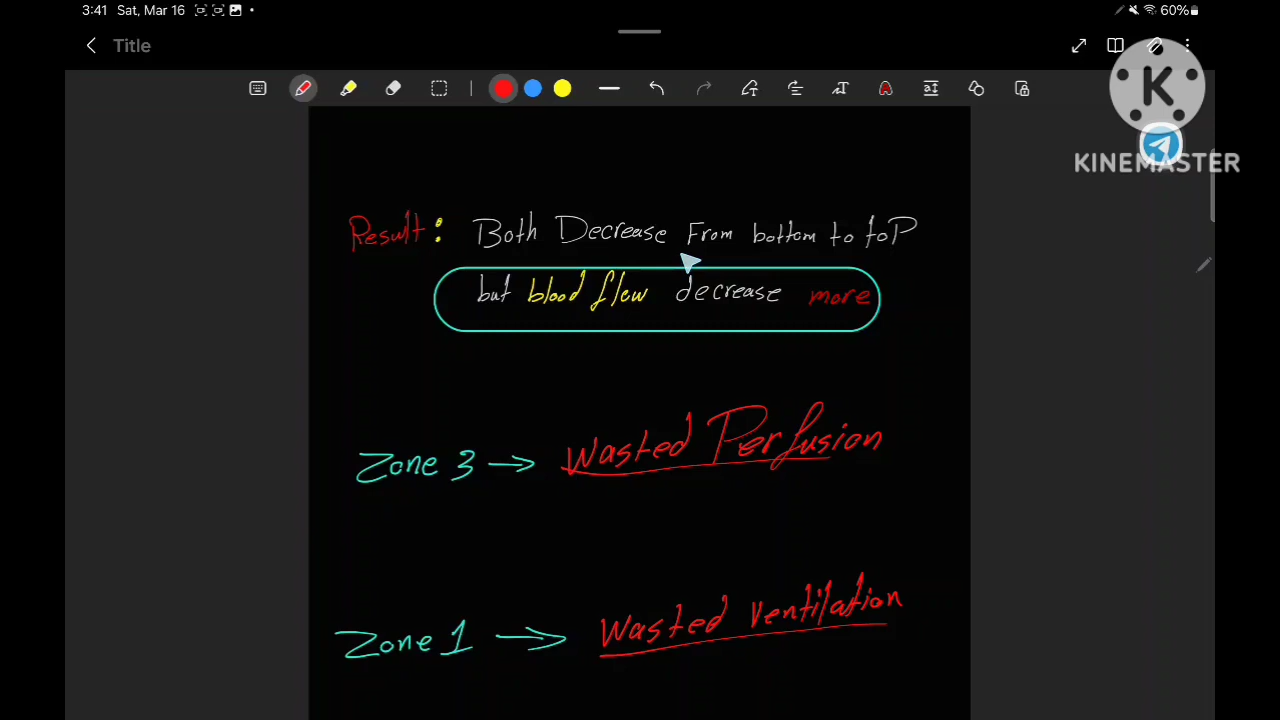 3:41 Sat, Mar 16
60%
Title
K
KINEMASTER
Result: Both Decrease From bottom to toP
but blood flow decrease more
Zone 3 → Wasted Perfusion
Zone 1 → Wasted Ventilation